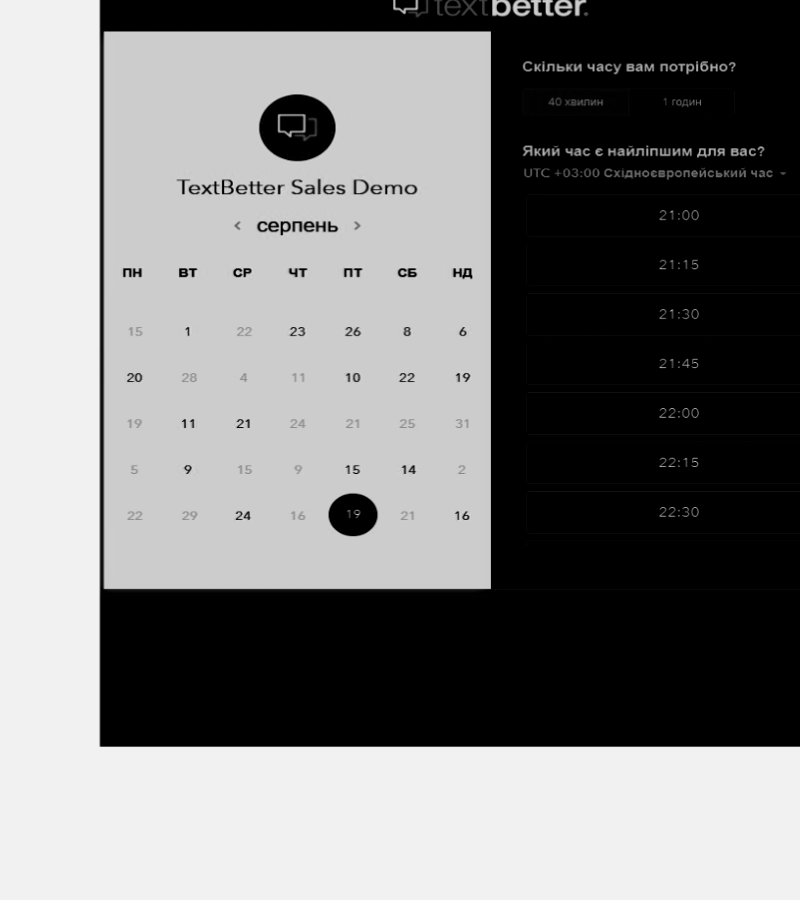 textbetter.
TextBetter Sales Demo
серпень
ПН ВТ СР ЧТ ПТ СБ НД
15 1 22 23 26 8 6
20 28 4 11 10 22 19
19 11 21 24 21 25 31
5 9 15 9 15 14 2
22 29 24 16 19 21 16
Скільки часу вам потрібно?
40 хвилин 1 годин
Який час є найліпшим для вас?
UTC +03:00 Східноєвропейський час
21:00
21:15
21:30
21:45
22:00
22:15
22:30